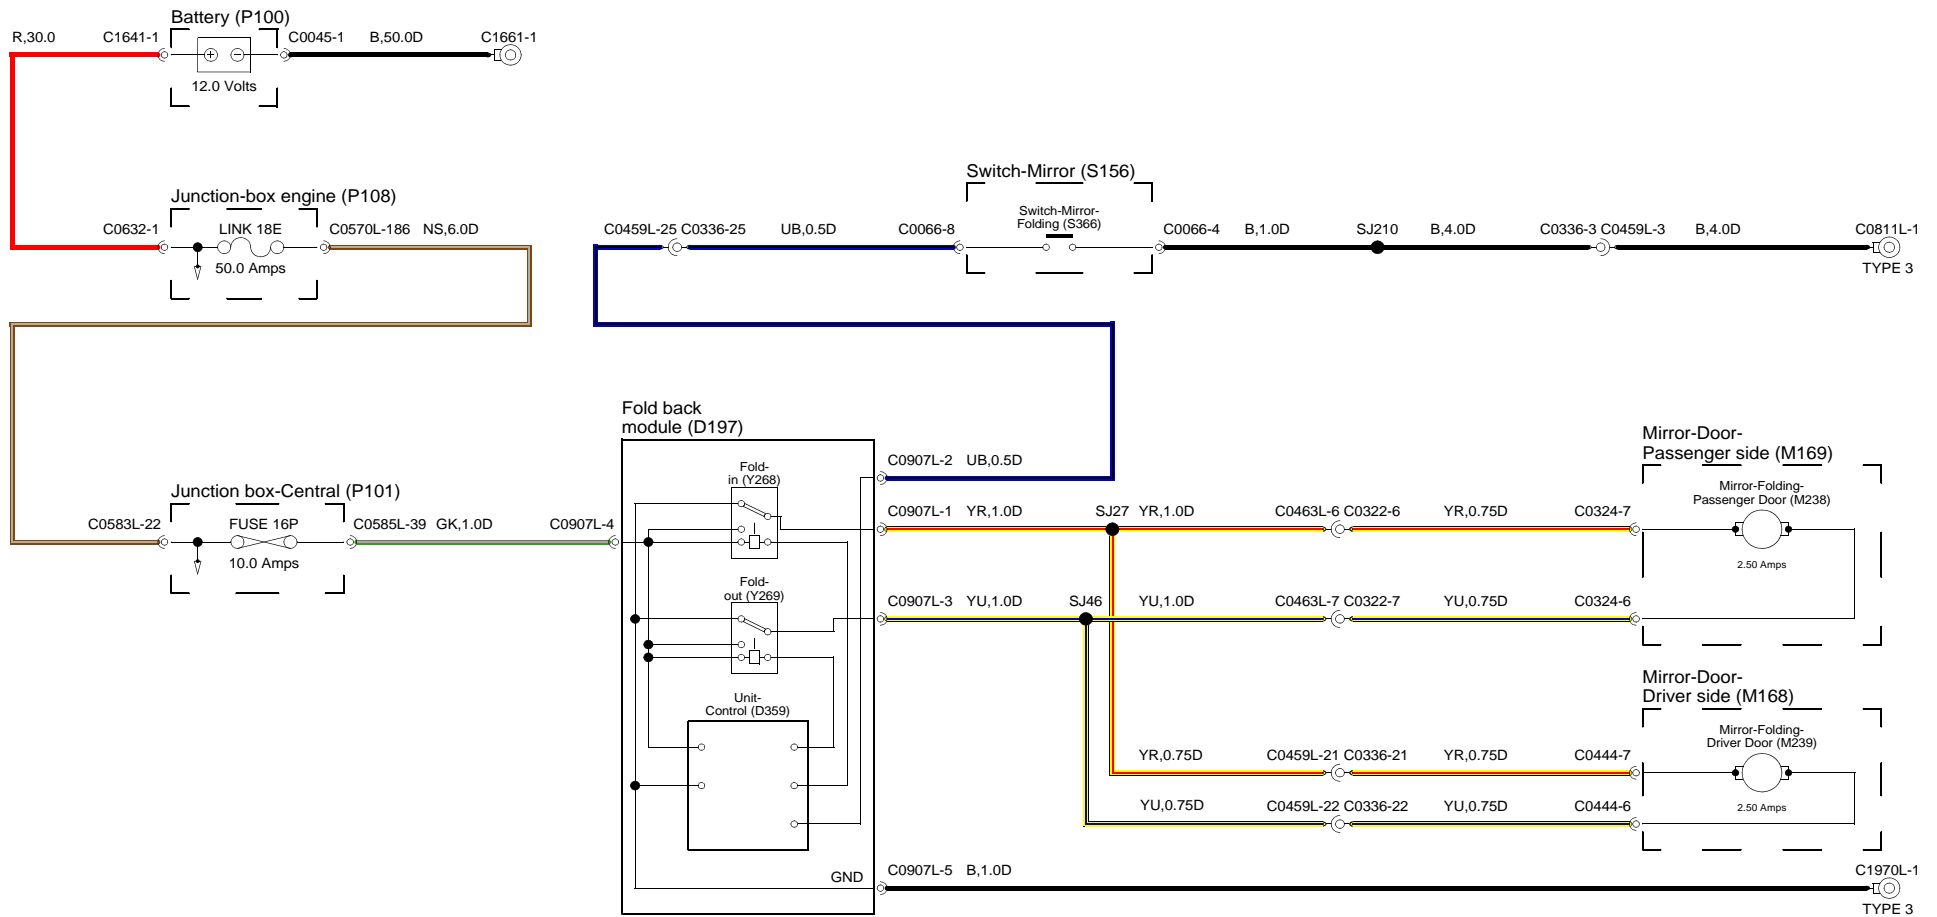 Battery (P100)
R,30.0 C1641-1 C0045-1 B,50.0D C1661-1
12.0 Volts
Switch-Mirror (S156)
Junction-box engine (P108)
Switch-Mirror-
Folding (S366)
C0632-1 LINK 18E C0570L-186 NS,6.0D C0459L-25 C0336-25 UB,0.5D C0066-8 C0066-4 B,1.0D SJ210 B,4.0D C0336-3 C0459L-3 B,4.0D C0811L-1
50.0 Amps TYPE 3
Fold back
module (D197)
Mirror-Door-
Passenger side (M169)
C0907L-2 UB,0.5D
Fold-
in (Y268)
Junction box-Central (P101)
Mirror-Folding-
Passenger Door (M238)
C0583L-22 FUSE 16P C0585L-39 GK,1.0D C0907L-4
C0907L-1 YR,1.0D SJ27 YR,1.0D C0463L-6 C0322-6 YR,0.75D C0324-7
10.0 Amps 2.50 Amps
Fold-
out (Y269)
C0907L-3 YU,1.0D SJ46 YU,1.0D C0463L-7 C0322-7 YU,0.75D C0324-6
Mirror-Door-
Driver side (M168)
Unit-
Control (D359)
Mirror-Folding-
Driver Door (M239)
YR,0.75D C0459L-21 C0336-21 YR,0.75D C0444-7
YU,0.75D C0459L-22 C0336-22 YU,0.75D C0444-6
2.50 Amps
GND C0907L-5 B,1.0D C1970L-1
TYPE 3